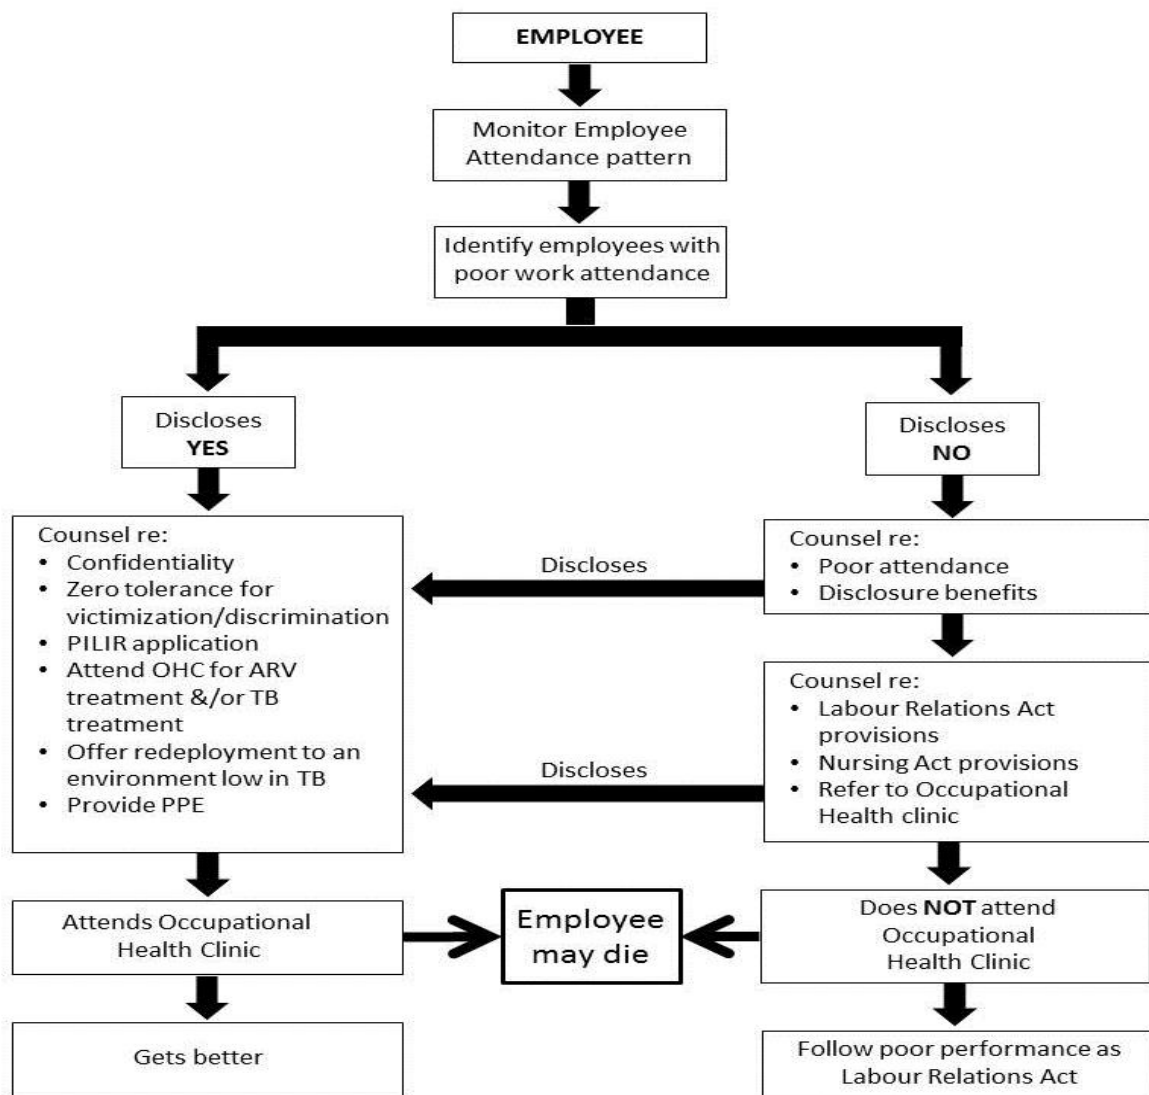 EMPLOYEE
Monitor Employee
Attendance pattern
Identify employees with
poor work attendance
Discloses
YES
Discloses
NO
Counsel re:
• Confidentiality
• Zero tolerance for
victimization/discrimination
• PILIR application
• Attend OHC for ARV
treatment &/or TB
treatment
• Offer redeployment to an
environment low in TB
• Provide PPE
Discloses
Counsel re:
• Poor attendance
• Disclosure benefits
Discloses
Counsel re:
• Labour Relations Act
provisions
• Nursing Act provisions
• Refer to Occupational
Health clinic
Attends Occupational
Health Clinic
Employee
may die
Does NOT attend
Occupational
Health Clinic
Gets better
Follow poor performance as
Labour Relations Act